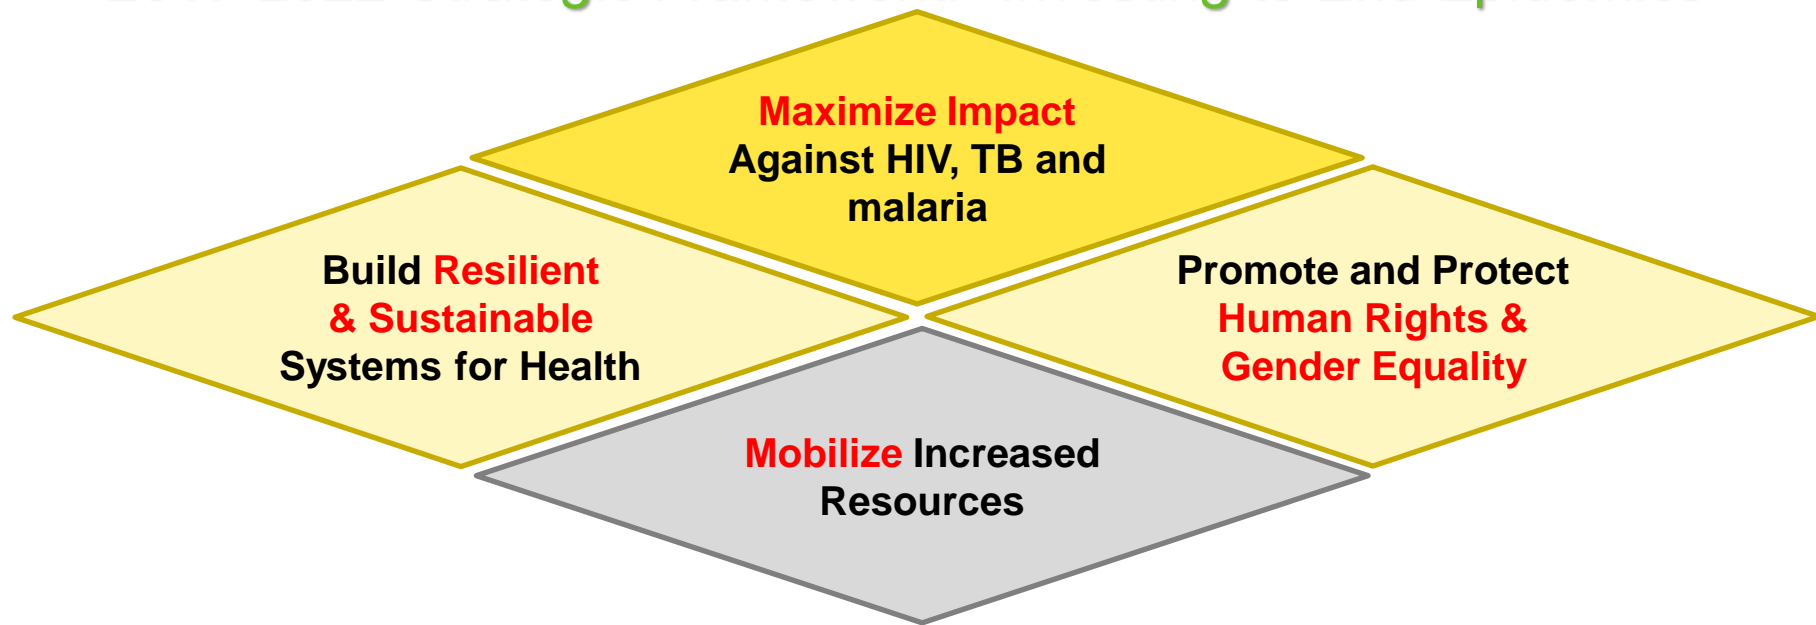 Maximize Impact
Against HIV, TB and
malaria
Build Resilient
& Sustainable
Systems for Health
Promote and Protect
Human Rights &
Gender Equality
Mobilize Increased
Resources